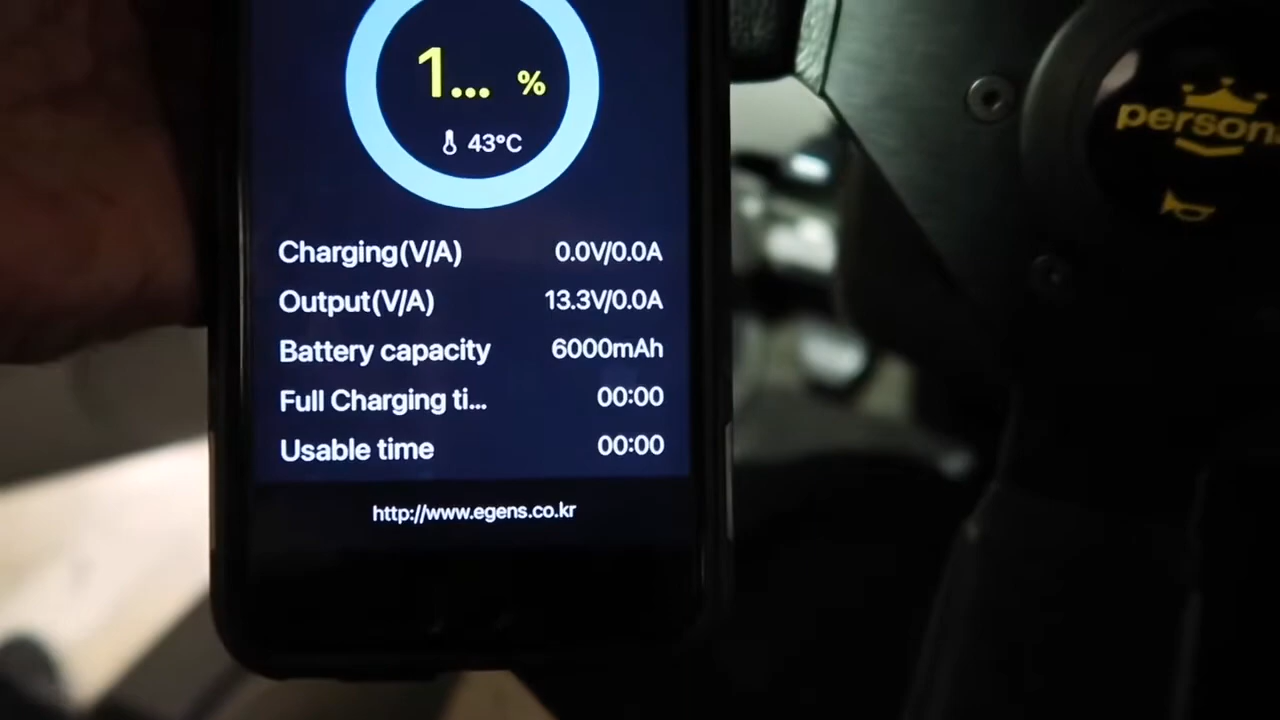 1... %
43°C
Charging(V/A) 0.0V/0.0A
Output(V/A) 13.3V/0.0A
Battery capacity 6000mAh
Full Charging ti... 00:00
Usable time 00:00
http://www.egens.co.kr